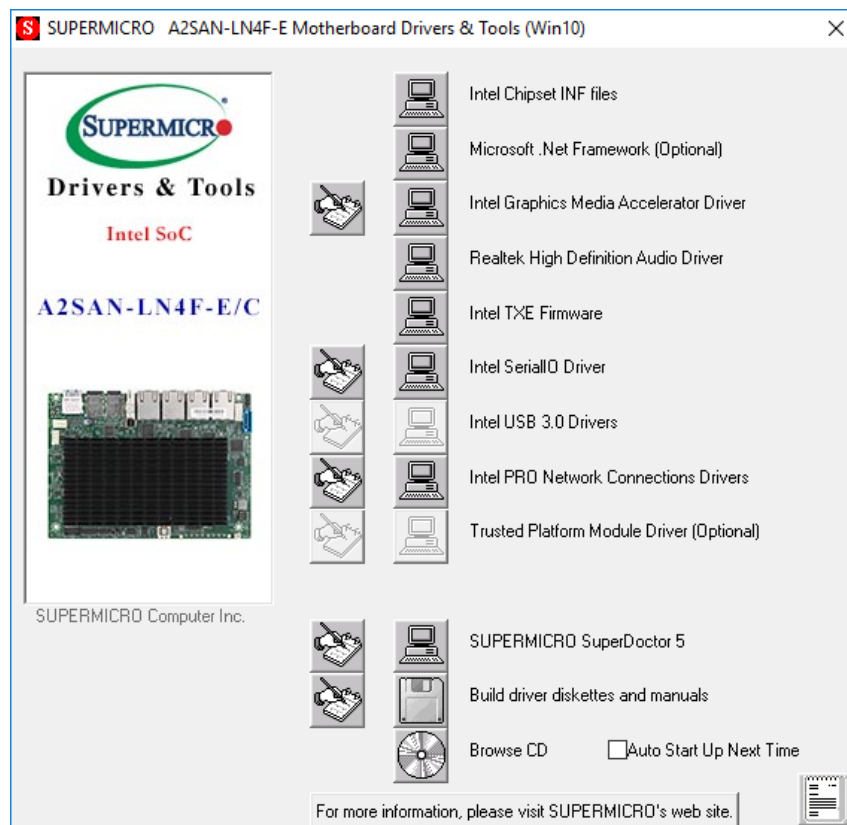 S SUPERMICRO A2SAN-LN4F-E Motherboard Drivers & Tools (Win10)
SUPERMICR
Drivers & Tools
Intel SoC
A2SAN-LN4F-E/C
SUPERMICRO Computer Inc.
Intel Chipset INF files
Microsoft .Net Framework (Optional)
Intel Graphics Media Accelerator Driver
Realtek High Definition Audio Driver
Intel TXE Firmware
Intel SerialIO Driver
Intel USB 3.0 Drivers
Intel PRO Network Connections Drivers
Trusted Platform Module Driver (Optional)
SUPERMICRO SuperDoctor 5
Build driver diskettes and manuals
Browse CD Auto Start Up Next Time
For more information, please visit SUPERMICRO's web site.